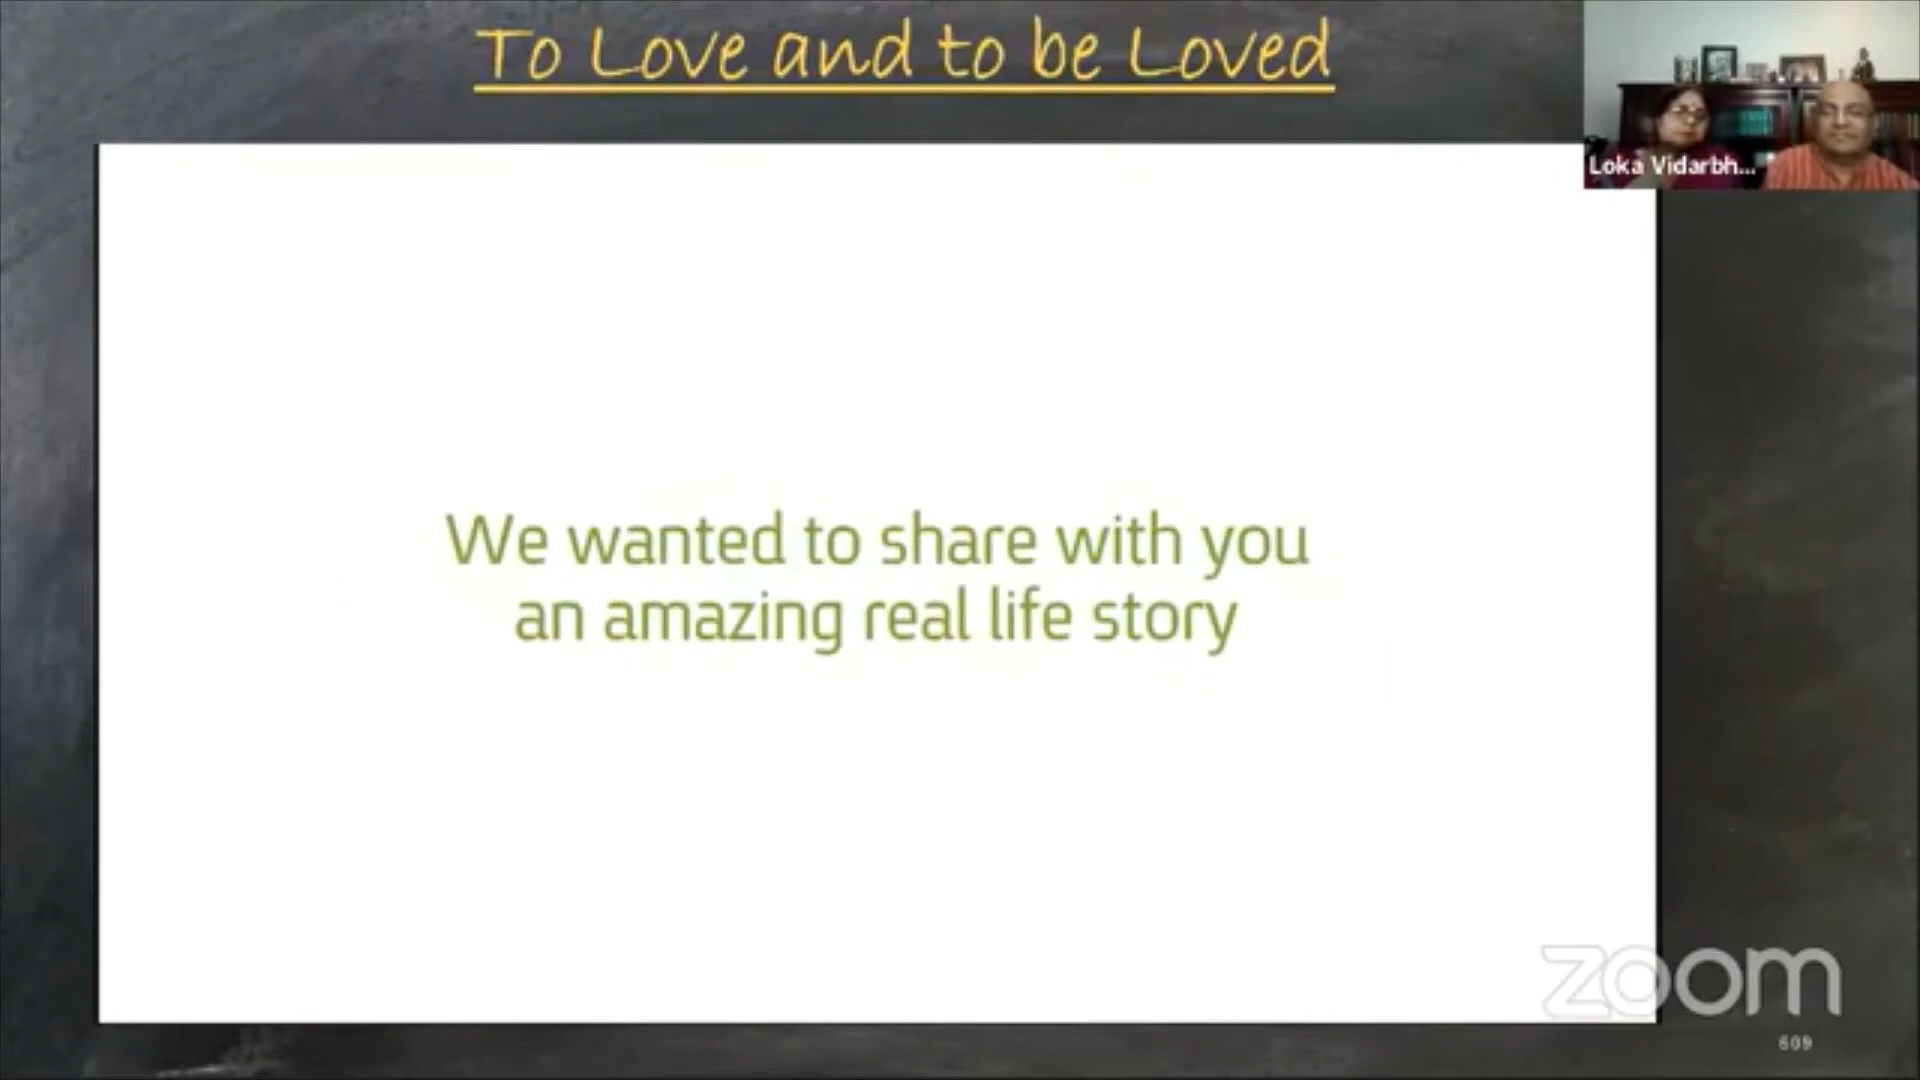 To Love and to be Loved
Loka Vidarbh...
We wanted to share with you
an amazing real life story
zoom
609